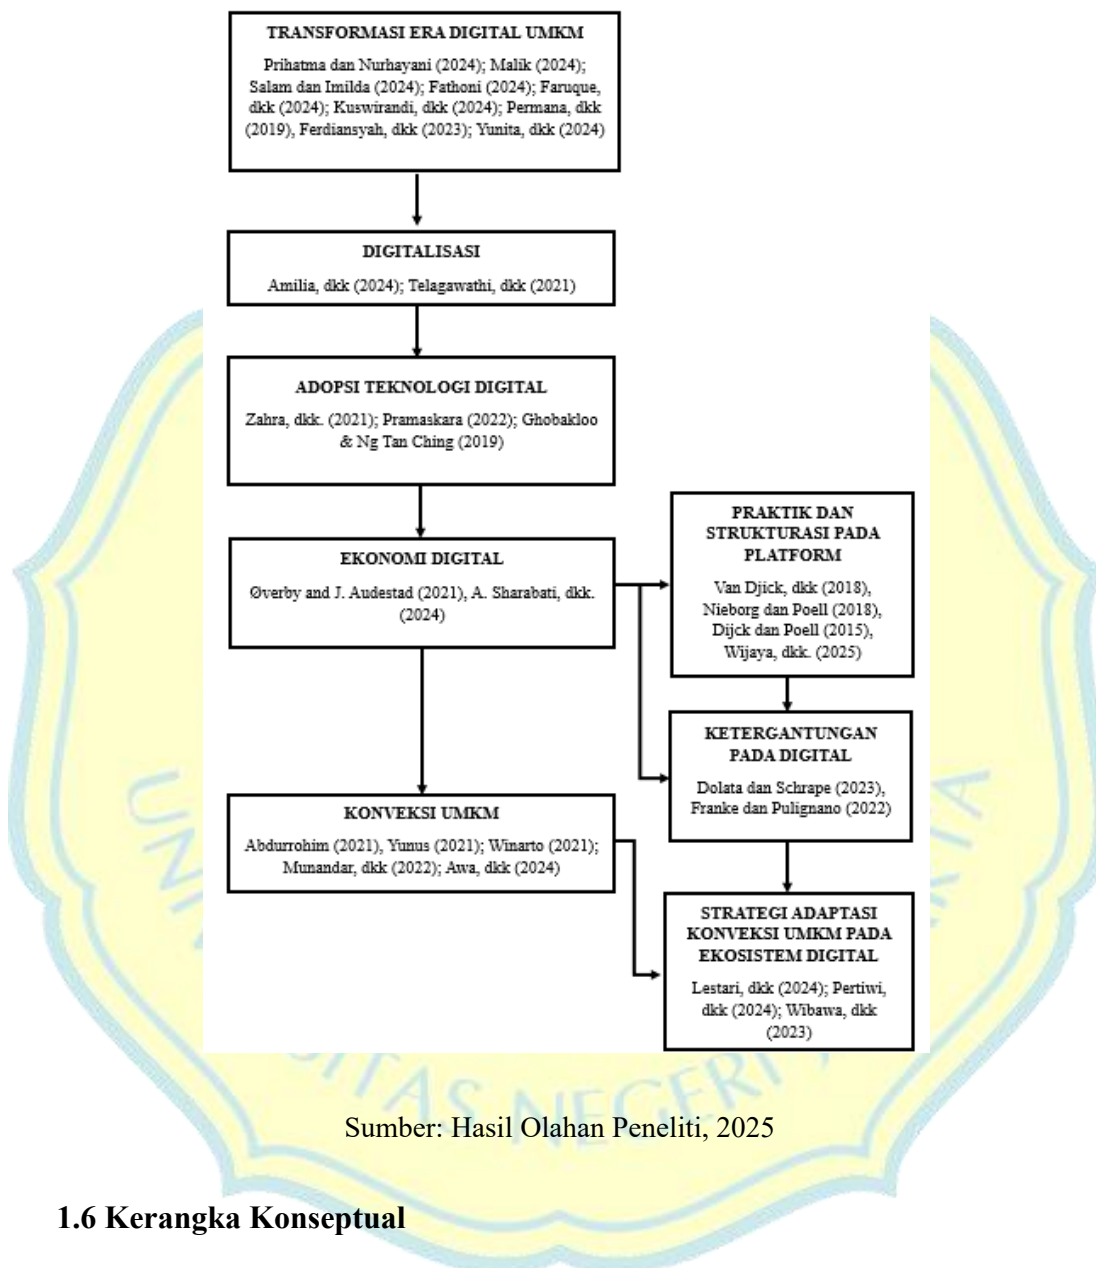 TRANSFORMASI ERA DIGITAL UMKM
Prihatma dan Nurhayani (2024); Malik (2024);
Salam dan Imilda (2024); Fathoni (2024); Faruque,
dkk (2024); Kuswirandi, dkk (2024); Permana, dkk
(2019), Ferdiansyah, dkk (2023); Yunita, dkk (2024)
DIGITALISASI
Amilia, dkk (2024); Telagawathi, dkk (2021)
ADOPSI TEKNOLOGI DIGITAL
Zahra, dkk. (2021); Pramaskara (2022); Ghobakloo
& Ng Tan Ching (2019)
EKONOMI DIGITAL
Øverby and J. Audestad (2021), A. Sharabati, dkk.
(2024)
PRAKTIK DAN
STRUKTURASI PADA
PLATFORM
Van Djick, dkk (2018),
Nieborg dan Poell (2018),
Dijck dan Poell (2015),
Wijaya, dkk. (2025)
KETERGANTUNGAN
PADA DIGITAL
Dolata dan Schrape (2023),
Franke dan Pulignano (2022)
KONVEKSI UMKM
Abdurrohim (2021), Yunus (2021); Winarto (2021);
Munandar, dkk (2022); Awa, dkk (2024)
STRATEGI ADAPTASI
KONVEKSI UMKM PADA
EKOSISTEM DIGITAL
Lestari, dkk (2024); Pertiwi,
dkk (2024); Wibawa, dkk
(2023)
Sumber: Hasil Olahan Peneliti, 2025
1.6 Kerangka Konseptual